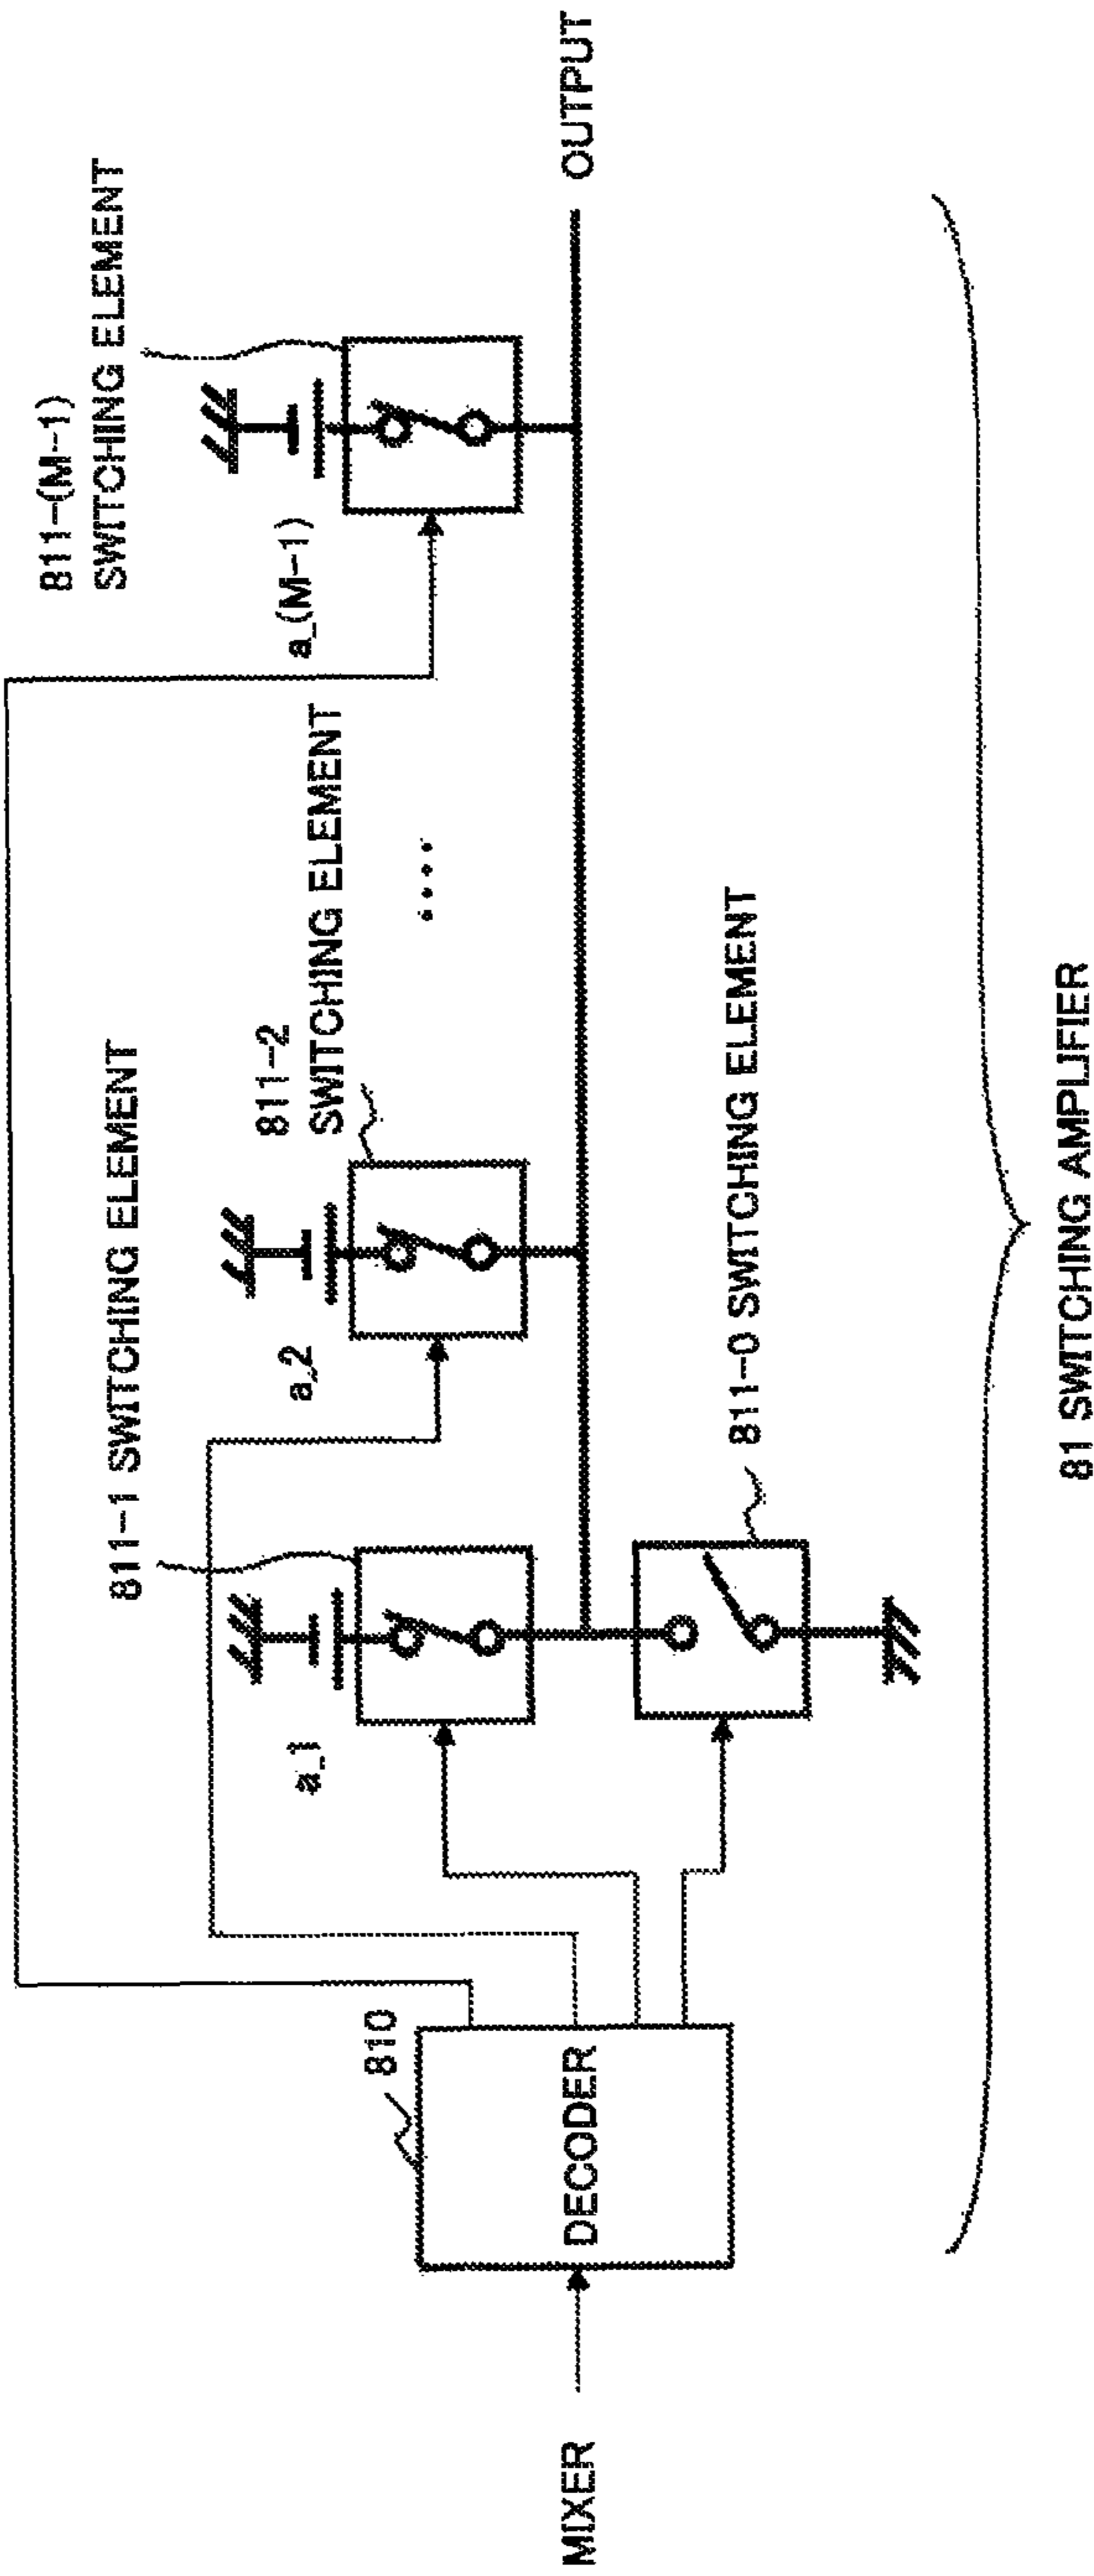 811-(M-1)
SWITCHING ELEMENT
a_(M-1)
811-1 SWITCHING ELEMENT
811-2
SWITCHING ELEMENT
a_2
a_1
....
810
DECODER
MIXER
OUTPUT
811-0 SWITCHING ELEMENT
81 SWITCHING AMPLIFIER